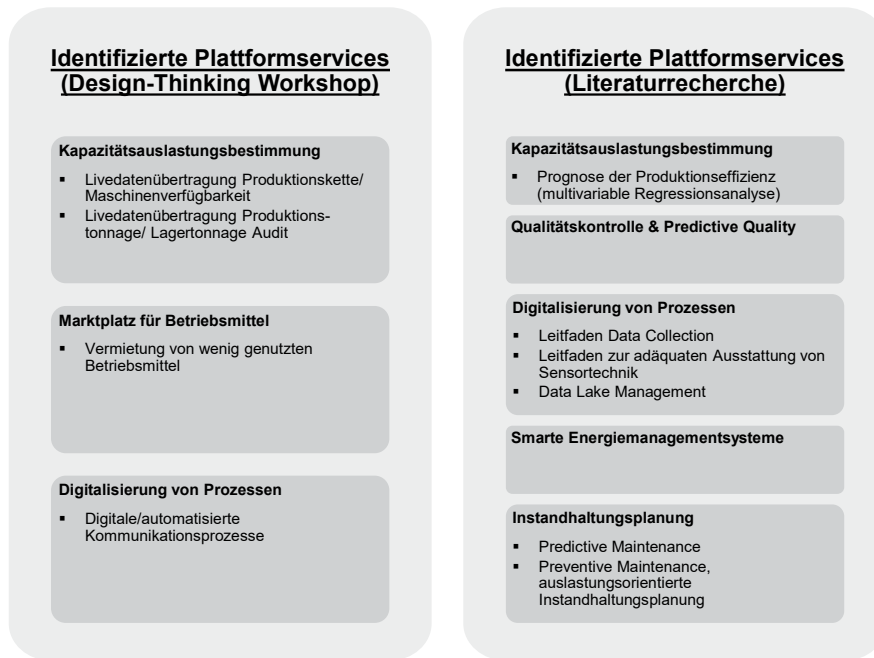 Identifizierte Plattformservices
(Design-Thinking Workshop)
Kapazitätsauslastungsbestimmung
▪ Livedatenübertragung Produktionskette/
Maschinenverfügbarkeit
▪ Livedatenübertragung Produktions-
tonnage/ Lagertonnage Audit
Marktplatz für Betriebsmittel
▪ Vermietung von wenig genutzten
Betriebsmittel
Digitalisierung von Prozessen
▪ Digitale/automatisierte
Kommunikationsprozesse
Identifizierte Plattformservices
(Literaturrecherche)
Kapazitätsauslastungsbestimmung
▪ Prognose der Produktionseffizienz
(multivariable Regressionsanalyse)
Qualitätskontrolle & Predictive Quality
Digitalisierung von Prozessen
▪ Leitfaden Data Collection
▪ Leitfaden zur adäquaten Ausstattung von
Sensortechnik
▪ Data Lake Management
Smarte Energiemanagementsysteme
Instandhaltungsplanung
▪ Predictive Maintenance
▪ Preventive Maintenance,
auslastungsorientierte
Instandhaltungsplanung